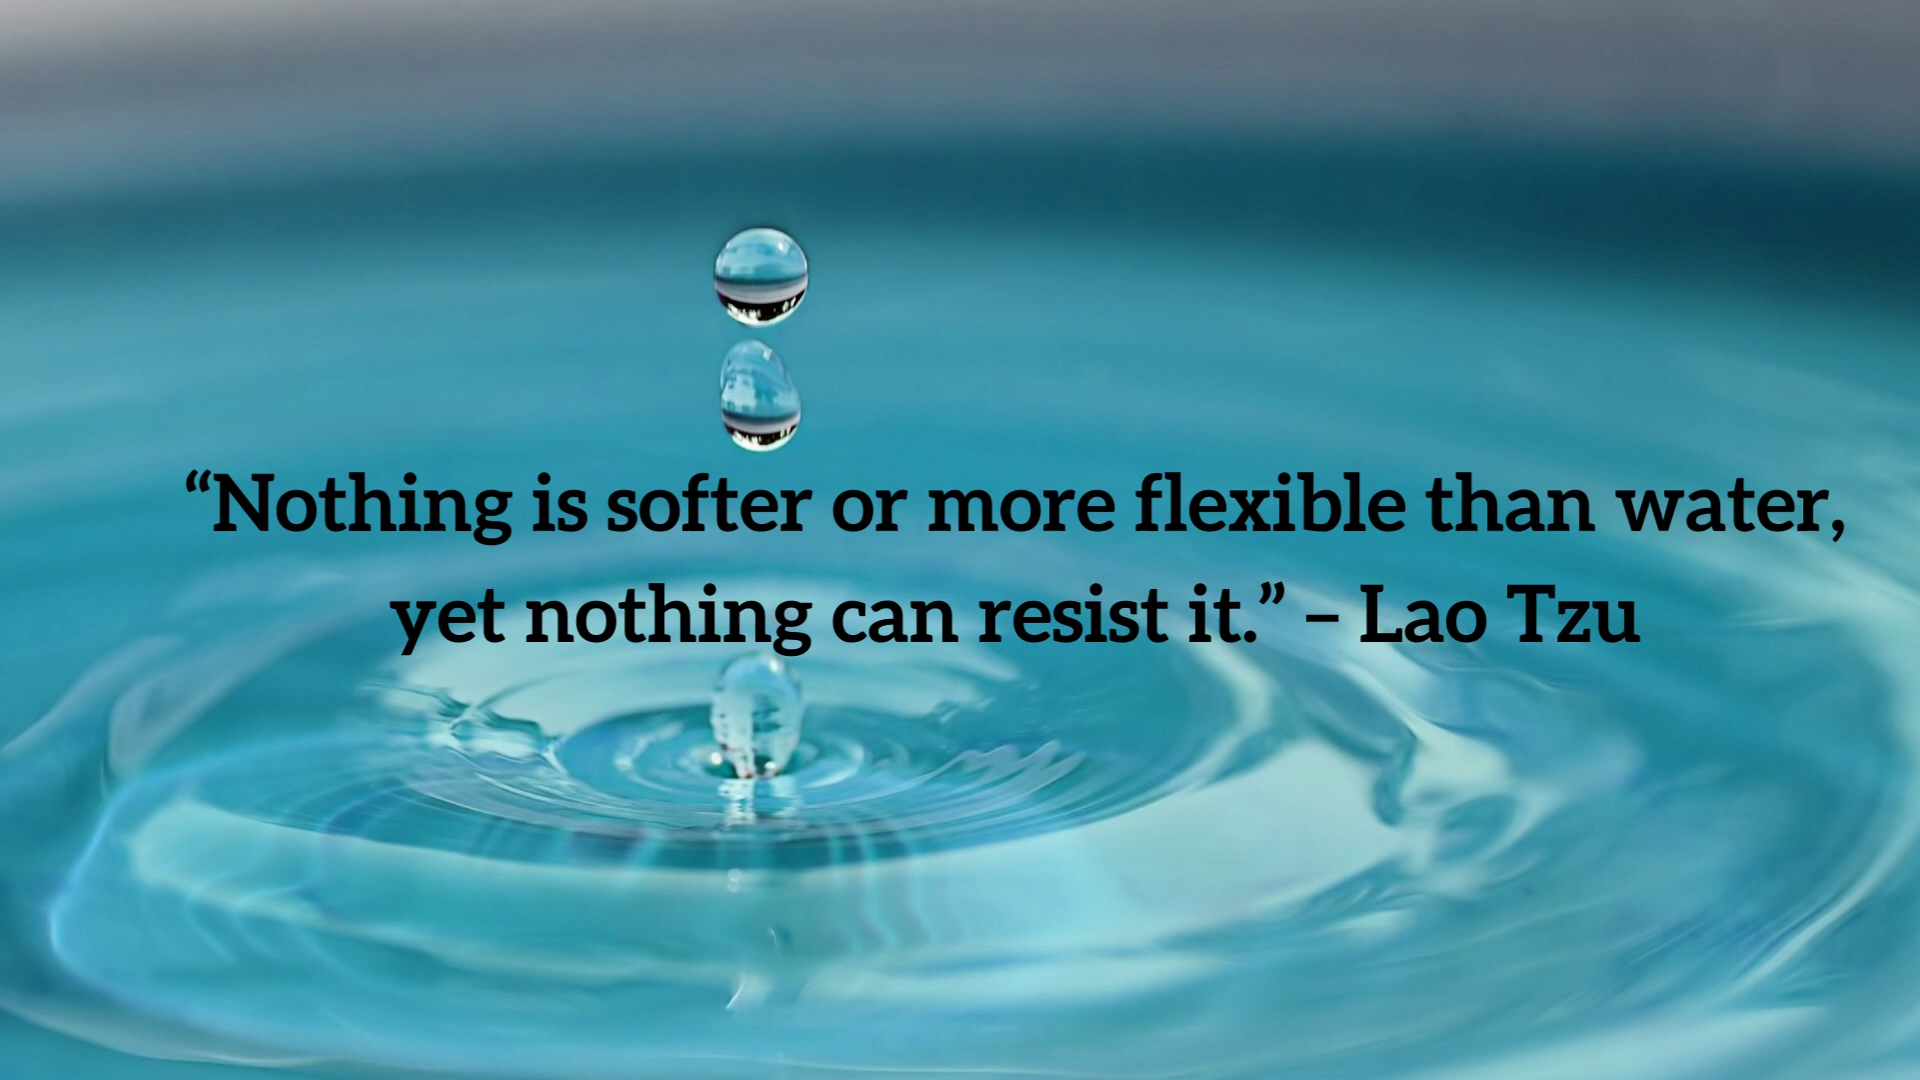 “Nothing is softer or more flexible than water,
yet nothing can resist it.” – Lao Tzu